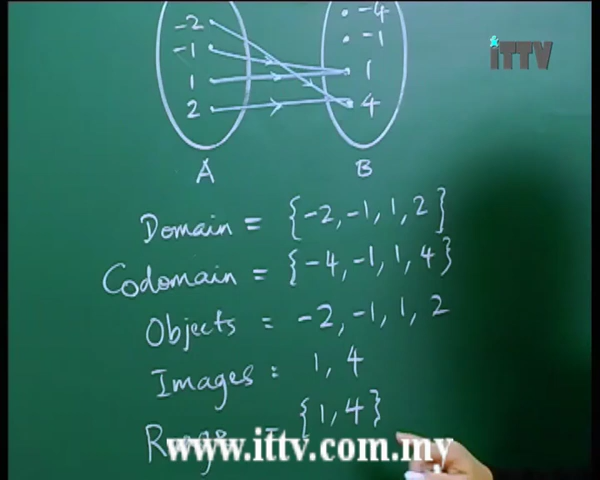 -2 -4
-1 -1
ITTV
1 1
2 4
A B
Domain = {-2, -1, 1, 2}
Codomain = {-4, -1, 1, 4}
Objects = -2, -1, 1, 2
Images = 1, 4
Range = {1, 4}
www.ittv.com.my